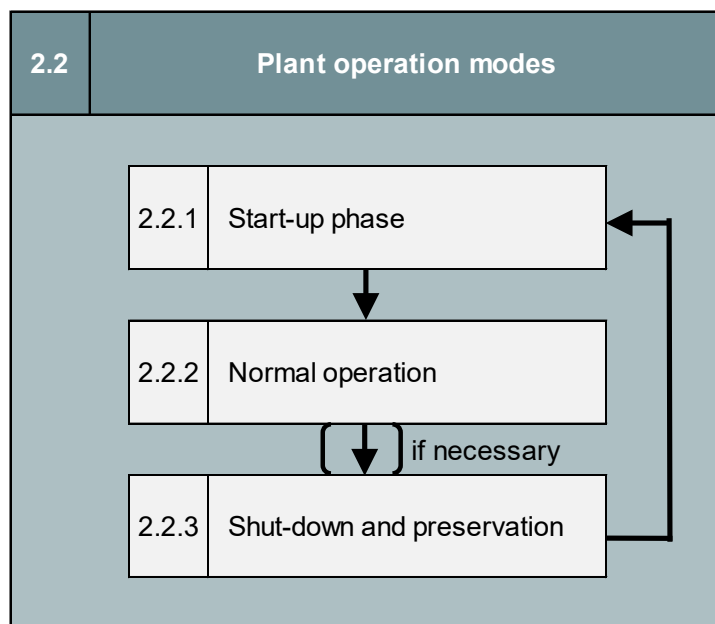 2.2 Plant operation modes
2.2.1 Start-up phase
2.2.2 Normal operation
if necessary
2.2.3 Shut-down and preservation